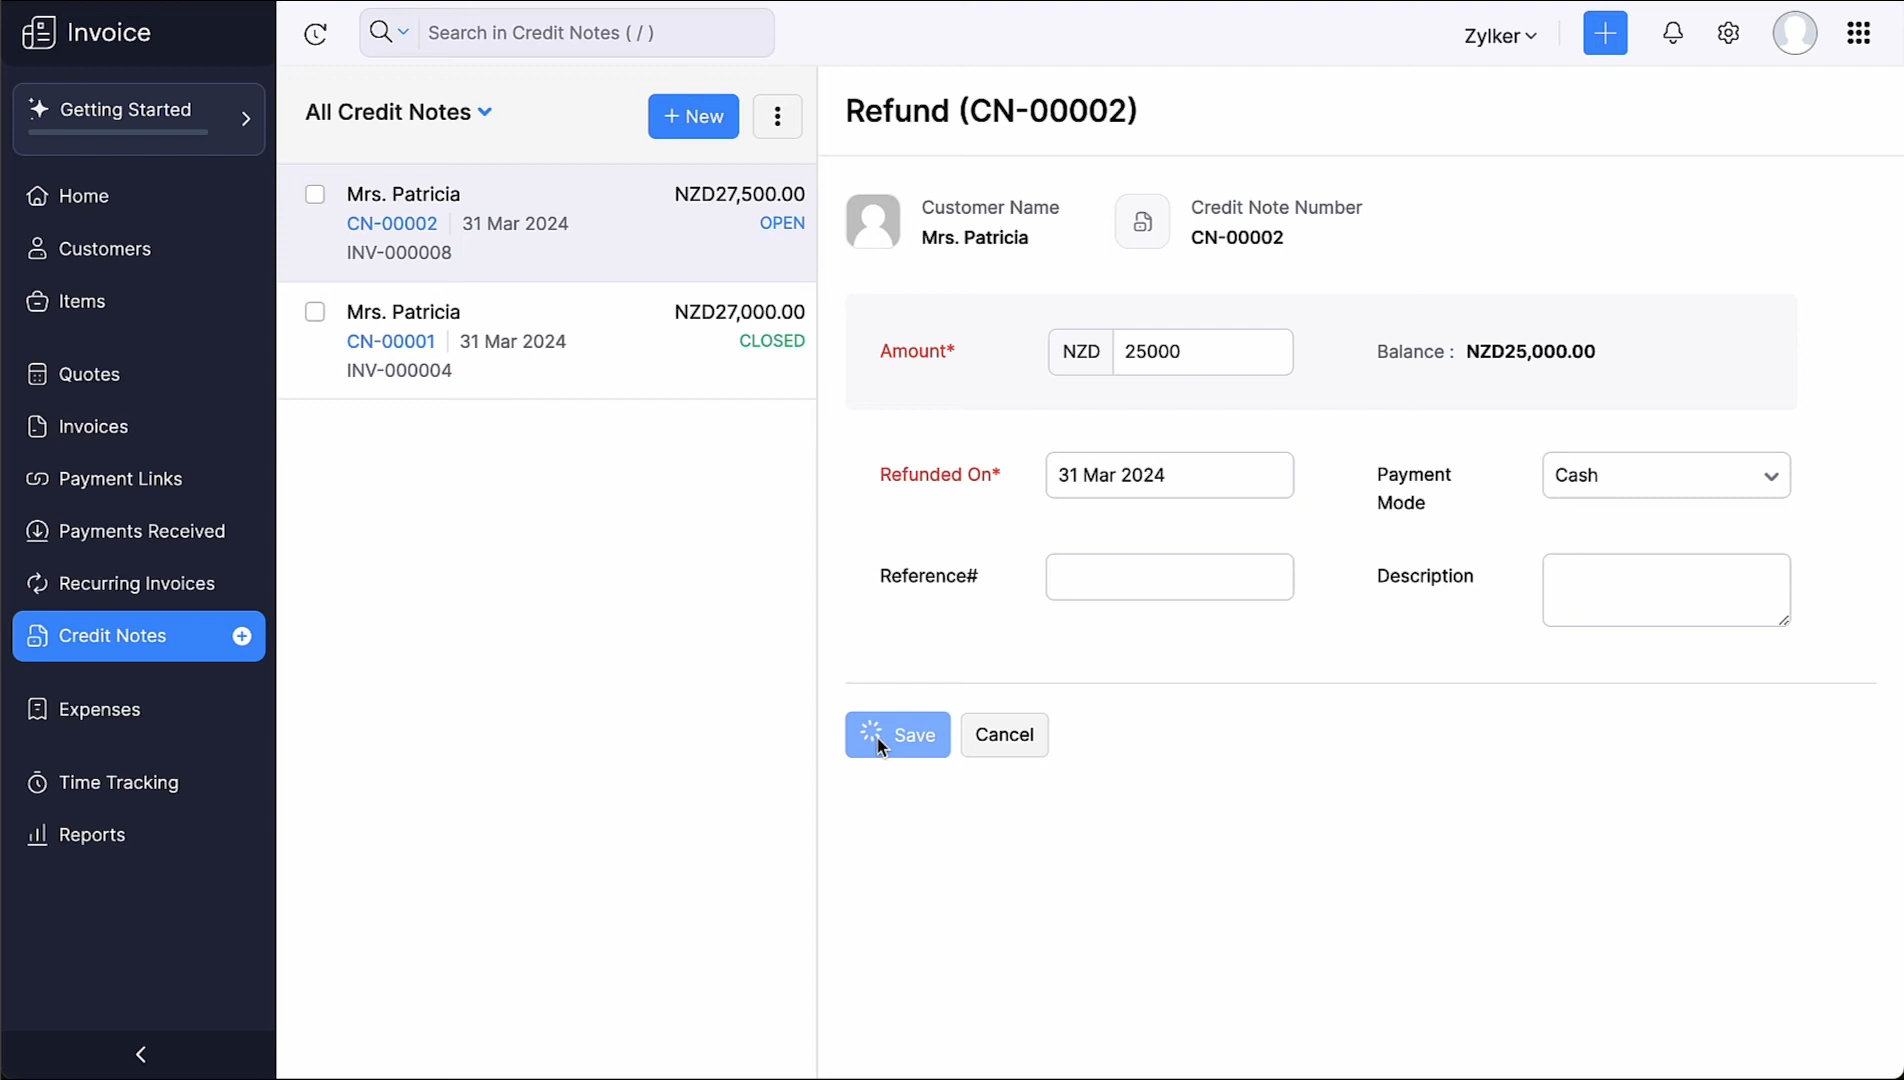 Invoice
Search in Credit Notes ( / )
Zylker
Getting Started
Home
Customers
Items
Quotes
Invoices
Payment Links
Payments Received
Recurring Invoices
Credit Notes
Expenses
Time Tracking
Reports
All Credit Notes
+ New
Mrs. Patricia NZD27,500.00
CN-00002 31 Mar 2024 OPEN
INV-000008
Mrs. Patricia NZD27,000.00
CN-00001 31 Mar 2024 CLOSED
INV-000004
Refund (CN-00002)
Customer Name
Mrs. Patricia
Credit Note Number
CN-00002
Amount* NZD 25000 Balance : NZD25,000.00
Refunded On* 31 Mar 2024
Payment
Mode
Cash
Reference#
Description
Save
Cancel